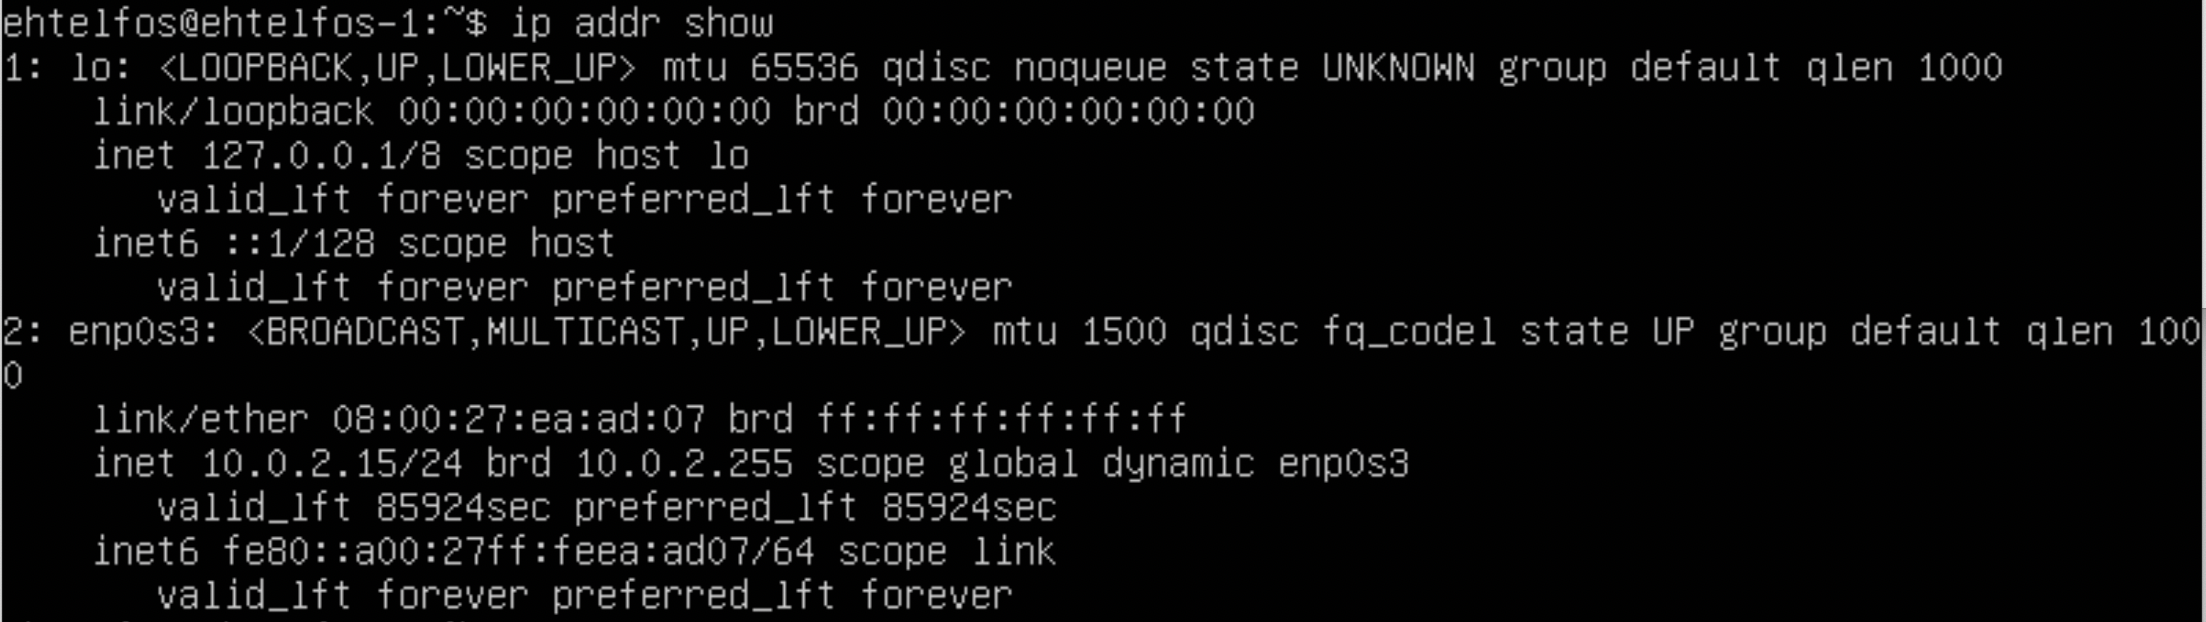 ehtelfos@ehtelfos-1:~$ ip addr show
1: lo: <LOOPBACK,UP,LOWER_UP> mtu 65536 qdisc noqueue state UNKNOWN group default qlen 1000
    link/loopback 00:00:00:00:00:00 brd 00:00:00:00:00:00
    inet 127.0.0.1/8 scope host lo
       valid_lft forever preferred_lft forever
    inet6 ::1/128 scope host
       valid_lft forever preferred_lft forever
2: enp0s3: <BROADCAST,MULTICAST,UP,LOWER_UP> mtu 1500 qdisc fq_codel state UP group default qlen 100
0
    link/ether 08:00:27:ea:ad:07 brd ff:ff:ff:ff:ff:ff
    inet 10.0.2.15/24 brd 10.0.2.255 scope global dynamic enp0s3
       valid_lft 85924sec preferred_lft 85924sec
    inet6 fe80::a00:27ff:feea:ad07/64 scope link
       valid_lft forever preferred_lft forever